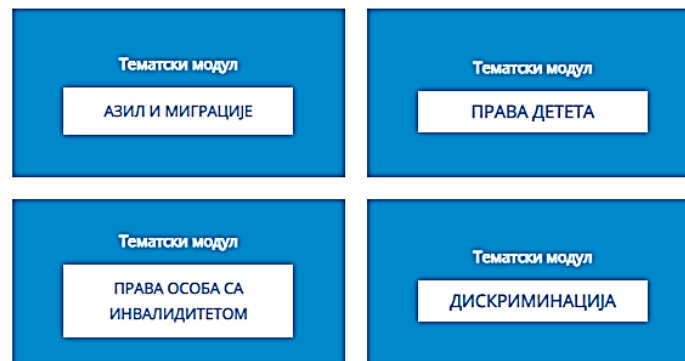 Тематски модул
АЗИЛ И МИГРАЦИЈЕ
Тематски модул
ПРАВА ДЕТЕТА
Тематски модул
ПРАВА ОСОБА СА
ИНВАЛИДИТЕТОМ
Тематски модул
ДИСКРИМИНАЦИЈА